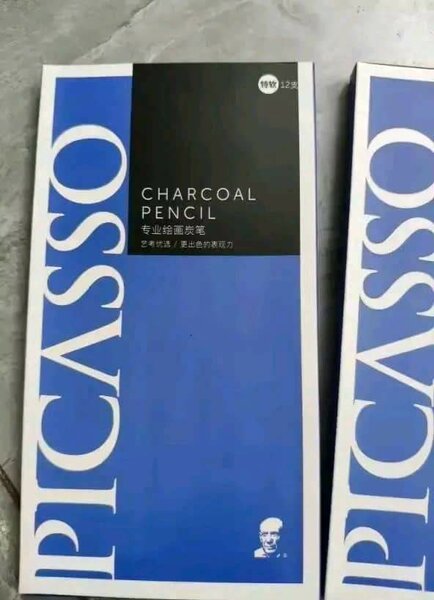 特软 12支
CHARCOAL
PENCIL
专业绘画炭笔
艺考优选 / 更出色的表现力
PICASSO
PICASSO